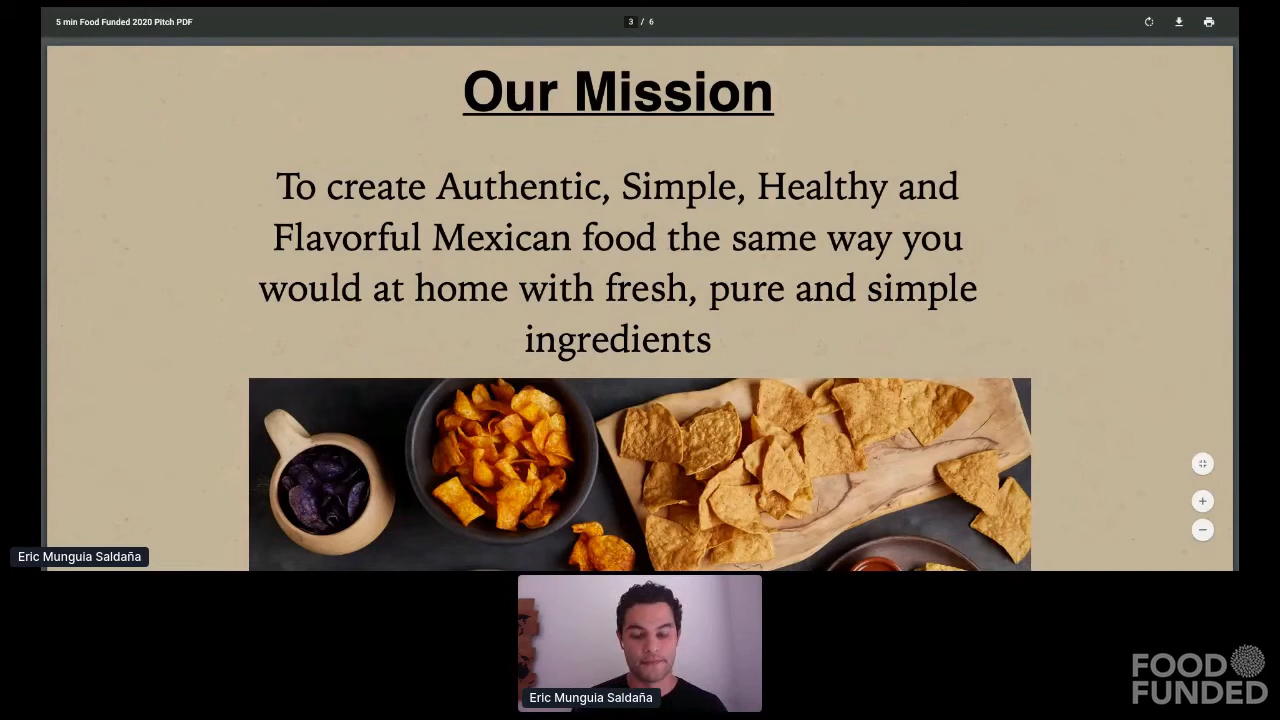 5 min Food Funded 2020 Pitch PDF
3 / 6
Our Mission
To create Authentic, Simple, Healthy and
Flavorful Mexican food the same way you
would at home with fresh, pure and simple
ingredients
Eric Munguia Saldaña
Eric Munguia Saldaña
FOOD
FUNDED